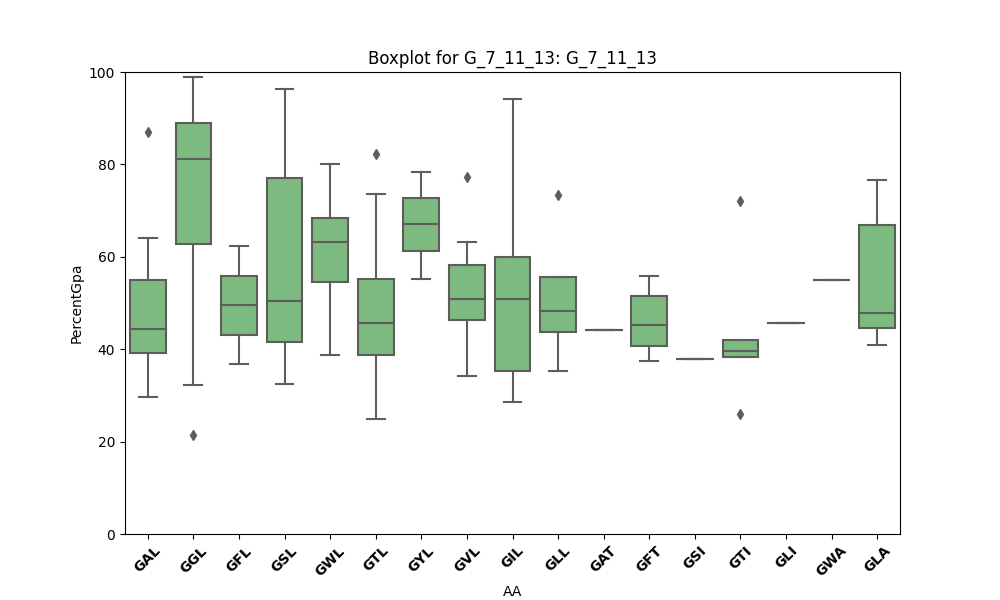 Boxplot for G_7_11_13: G_7_11_13
PercentGpa
100
80
60
40
20
0
GAL GGL GFL GSL GWL GTL GYL GVL GIL GLL GAT GFT GSI GTI GLI GWA GLA
AA